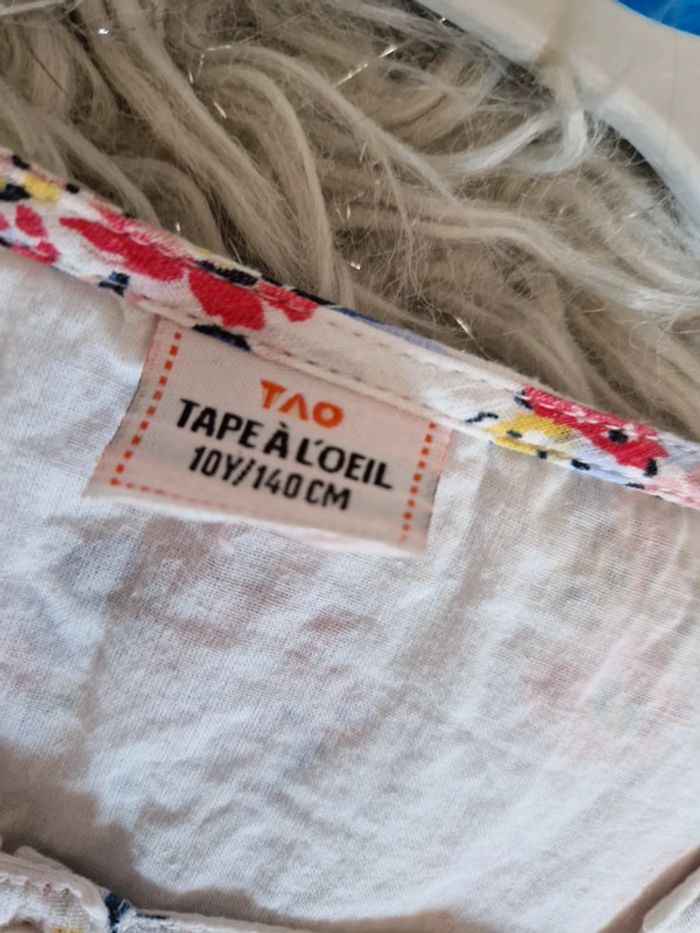 TAO
TAPE À L'OEIL
10Y/140 CM